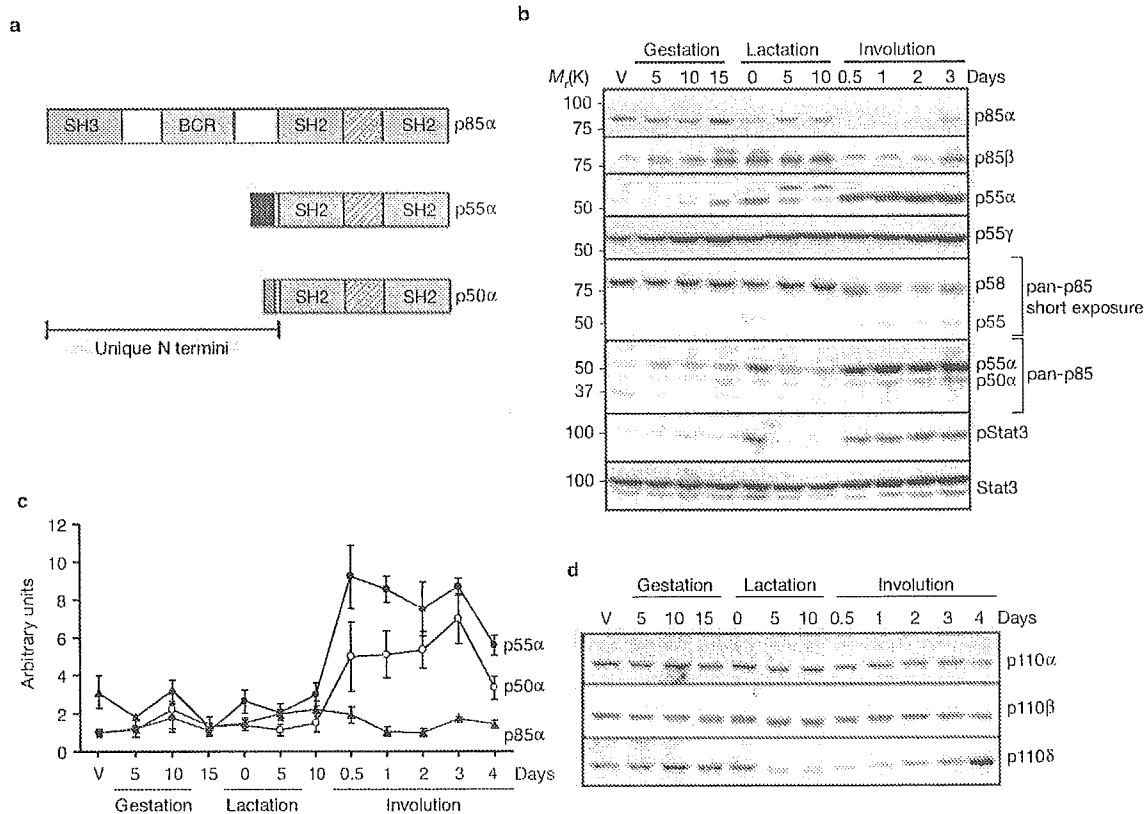 a
SH3 BCR SH2 SH2 p85α
SH2 SH2 p55α
SH2 SH2 p50α
Unique N termini
b
Gestation Lactation Involution
Mr(K) V 5 10 15 0 5 10 0.5 1 2 3 Days
100
75
p85α
75
p85β
50
p55α
50
p55γ
75
50
p58
p55
pan-p85
short exposure
50
37
p55α
p50α
pan-p85
100
pStat3
100
Stat3
c
12
10
8
6
4
2
0
Arbitrary units
p55α
p50α
p85α
V 5 10 15 0 5 10 0.5 1 2 3 4 Days
Gestation Lactation Involution
d
Gestation Lactation Involution
V 5 10 15 0 5 10 0.5 1 2 3 4 Days
p110α
p110β
p110δ